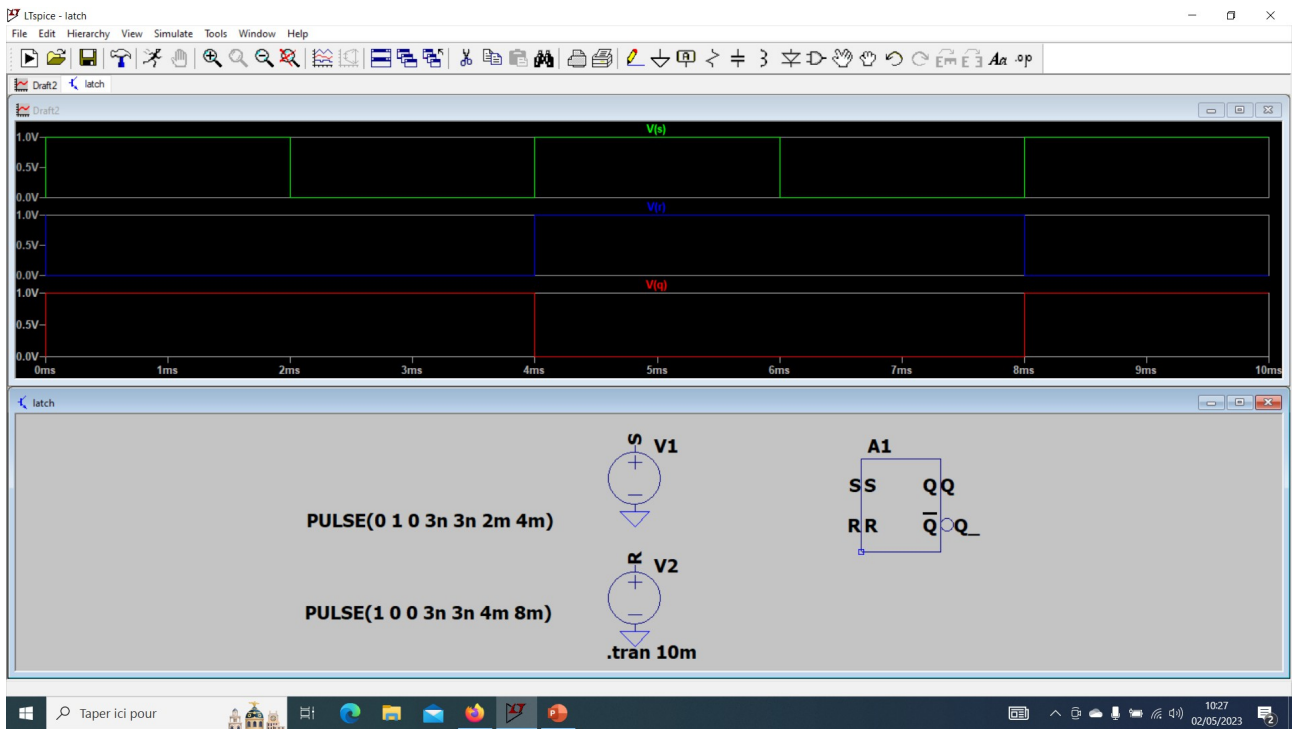 LTspice - latch
File Edit Hierarchy View Simulate Tools Window Help
Aa .op
Draft2 latch
Draft2
V(s)
1.0V
0.5V
0.0V
V(r)
1.0V
0.5V
0.0V
V(q)
1.0V
0.5V
0.0V
0ms 1ms 2ms 3ms 4ms 5ms 6ms 7ms 8ms 9ms 10ms
latch
S V1
A1
S S Q Q
PULSE(0 1 0 3n 3n 2m 4m)
R R Q̅ Q_
R V2
PULSE(1 0 0 3n 3n 4m 8m)
.tran 10m
Taper ici pour
10:27
02/05/2023
2